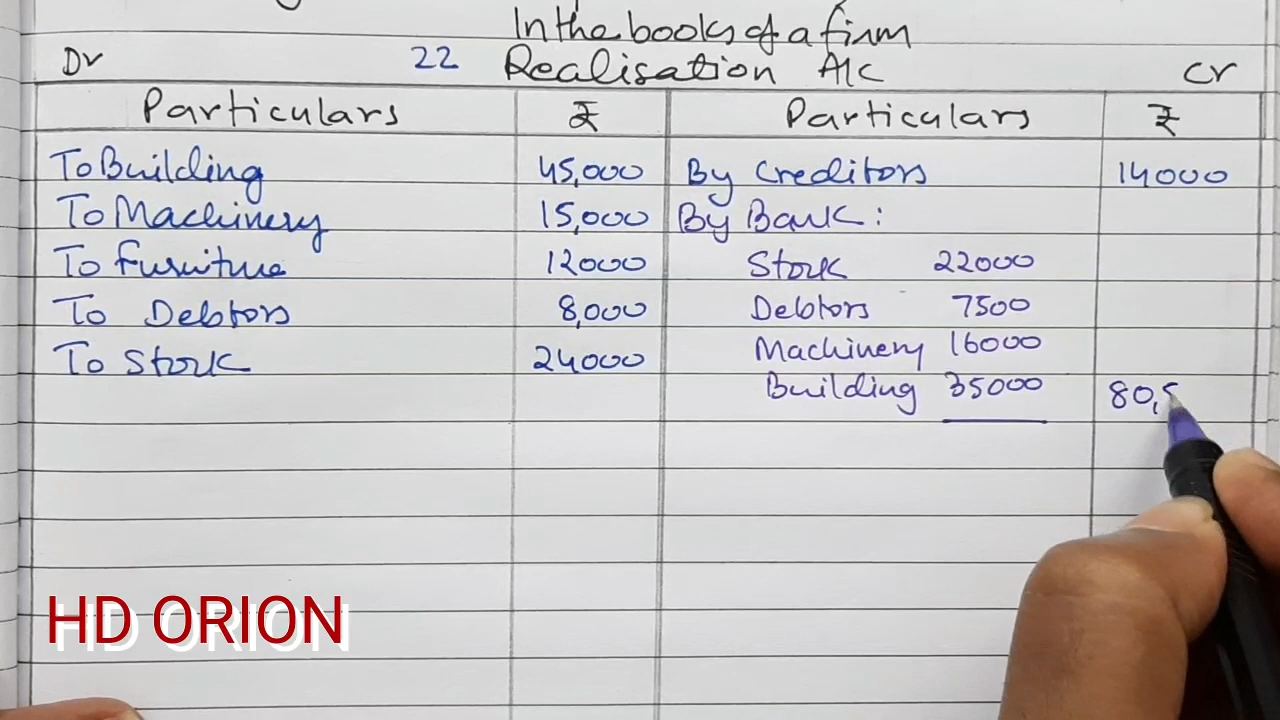 In the books of a firm
Dr 22 Realisation A/c Cr
Particulars ₹ Particulars ₹
To Building 45,000 By Creditors 14000
To Machinery 15,000 By Bank:
To Furniture 12000 Stock 22000
To Debtors 8,000 Debtors 7500
To Stock 24000 Machinery 16000
Building 35000 80,5
HD ORION